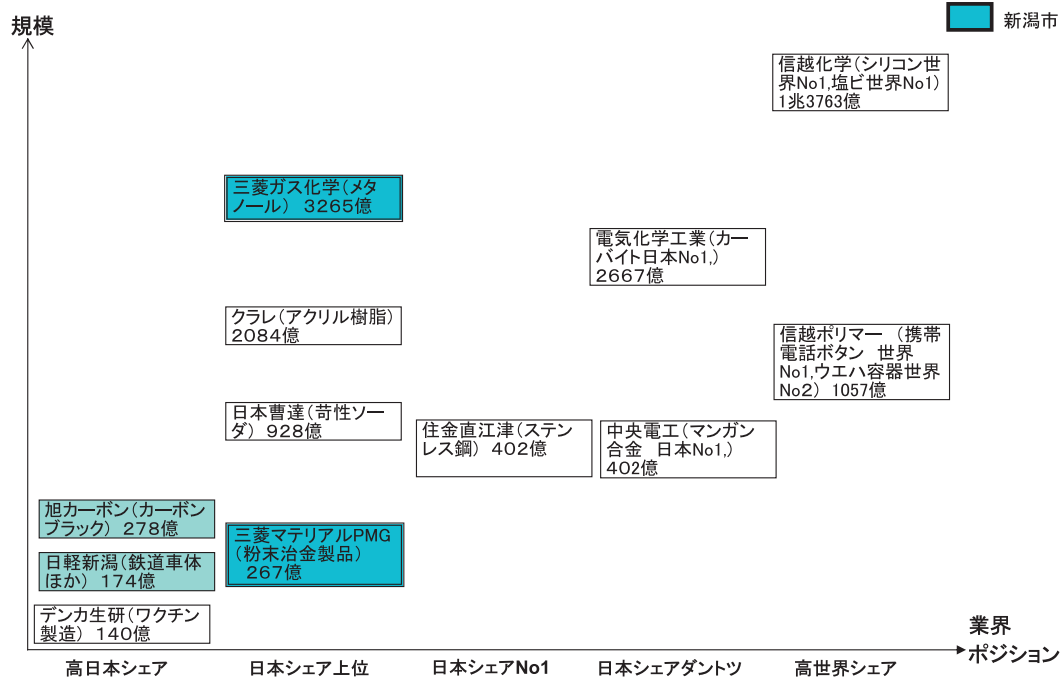 規模
新潟市
信越化学(シリコン世
界No1,塩ビ世界No1)
1兆3763億
三菱ガス化学(メタ
ノール) 3265億
電気化学工業(カー
バイト日本No1,)
2667億
クラレ(アクリル樹脂)
2084億
信越ポリマー (携帯
電話ボタン 世界
No1,ウエハ容器世界
No2) 1057億
日本曹達(苛性ソー
ダ) 928億
住金直江津(ステン
レス鋼) 402億
中央電工(マンガン
合金 日本No1,)
402億
旭カーボン(カーボン
ブラック) 278億
三菱マテリアルPMG
(粉末治金製品)
267億
日軽新潟(鉄道車体
ほか) 174億
デンカ生研(ワクチン
製造) 140億
業界
ポジション
高日本シェア
日本シェア上位
日本シェアNo1
日本シェアダントツ
高世界シェア